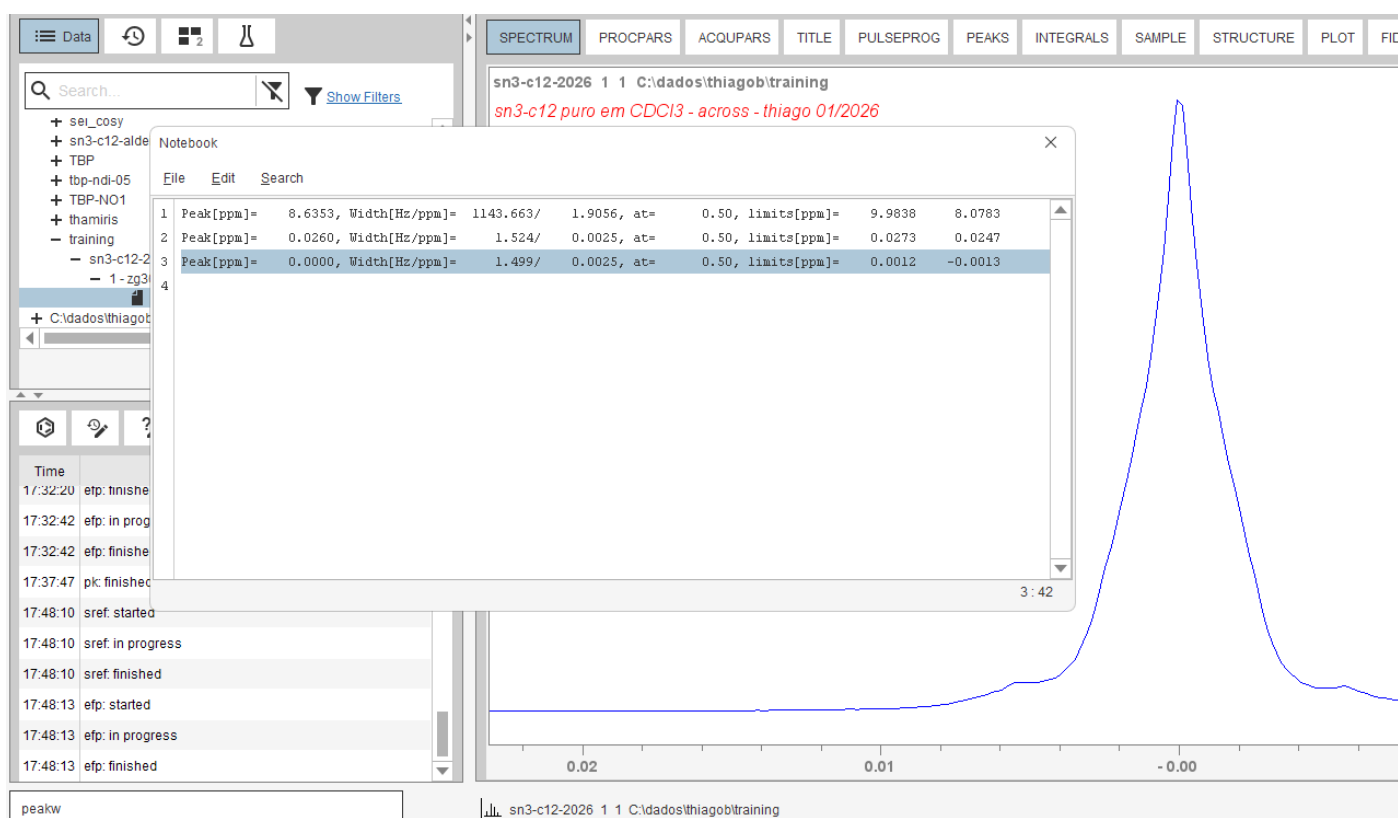 Data
2
SPECTRUM PROCPARS ACQUPARS TITLE PULSEPROG PEAKS INTEGRALS SAMPLE STRUCTURE PLOT FID
Search...
Show Filters
sn3-c12-2026 1 1 C:\dados\thiagob\training
sn3-c12 puro em CDCl3 - across - thiago 01/2026
sel_cosy
sn3-c12-alde
TBP
tbp-ndi-05
TBP-NO1
thamiris
training
sn3-c12-2
1 - zg3
C:\dados\thiagob
Notebook
File Edit Search
1 Peak[ppm]= 8.6353, Width[Hz/ppm]= 1143.663/ 1.9056, at= 0.50, limits[ppm]= 9.9838 8.0783
2 Peak[ppm]= 0.0260, Width[Hz/ppm]= 1.524/ 0.0025, at= 0.50, limits[ppm]= 0.0273 0.0247
3 Peak[ppm]= 0.0000, Width[Hz/ppm]= 1.499/ 0.0025, at= 0.50, limits[ppm]= 0.0012 -0.0013
4
3 : 42
Time
17:32:20 efp: finishe
17:32:42 efp: in prog
17:32:42 efp: finishe
17:37:47 pk: finished
17:48:10 sref: started
17:48:10 sref: in progress
17:48:10 sref: finished
17:48:13 efp: started
17:48:13 efp: in progress
17:48:13 efp: finished
0.02 0.01 - 0.00
peakw
sn3-c12-2026 1 1 C:\dados\thiagob\training